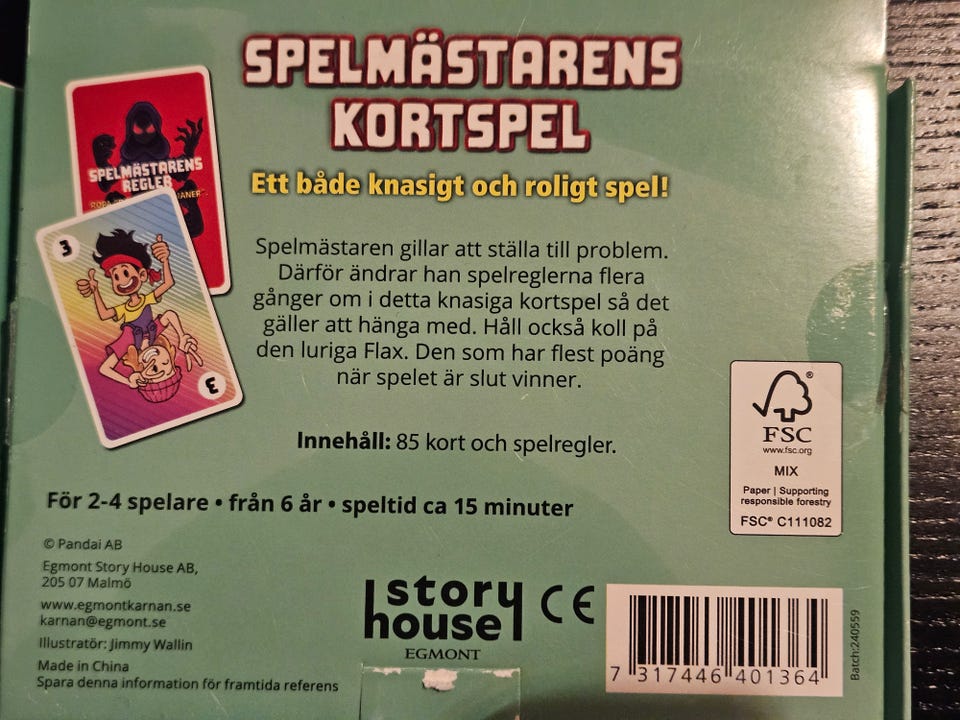 SPELMÄSTARENS
KORTSPEL
Ett både knasigt och roligt spel!
SPELMÄSTARENS
REGLER
3
3
Spelmästaren gillar att ställa till problem.
Därför ändrar han spelreglerna flera
gånger om i detta knasiga kortspel så det
gäller att hänga med. Håll också koll på
den luriga Flax. Den som har flest poäng
när spelet är slut vinner.
Innehåll: 85 kort och spelregler.
För 2-4 spelare • från 6 år • speltid ca 15 minuter
© Pandai AB
Egmont Story House AB,
205 07 Malmö
www.egmontkarnan.se
karnan@egmont.se
Illustratör: Jimmy Wallin
Made in China
Spara denna information för framtida referens
story
house
EGMONT
CE
FSC®
www.fsc.org
MIX
Paper | Supporting
responsible forestry
FSC® C111082
7 317446 401364
Batch:240559